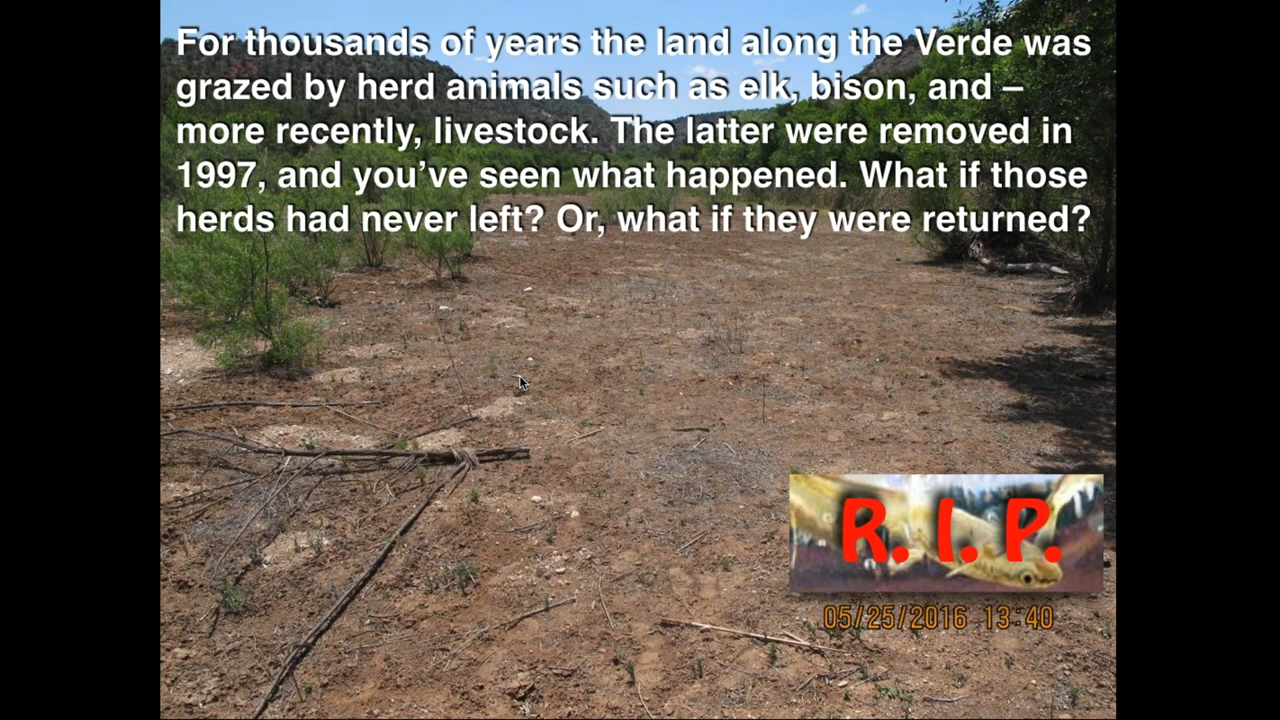 For thousands of years the land along the Verde was
grazed by herd animals such as elk, bison, and –
more recently, livestock. The latter were removed in
1997, and you’ve seen what happened. What if those
herds had never left? Or, what if they were returned?
R. I. P.
05/25/2016 13:40